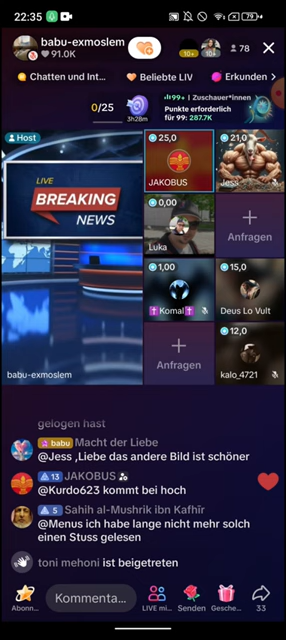 22:35
79
babu-exmoslem
91.0K
10+
10+
78
Chatten und Int...
Beliebte LIV
Erkunden
0/25
3h28m
99+ | Zuschauer*innen
Punkte erforderlich
für 99: 287.7K
Host
LIVE
BREAKING
NEWS
babu-exmoslem
25,0
JAKOBUS
21,0
Jess
0,00
Luka
Anfragen
1,00
✝️Komal✝️
15,0
Deus Lo Vult
Anfragen
12,0
kalo_4721
gelogen hast
babu Macht der Liebe
@Jess ,Liebe das andere Bild ist schöner
13 JAKOBUS
@Kurdo623 kommt bei hoch
5 Sahih al-Mushrik ibn Kafhīr
@Menus ich habe lange nicht mehr solch
einen Stuss gelesen
toni mehoni ist beigetreten
Abonn...
Kommenta...
LIVE mi...
Senden
Gesche...
33